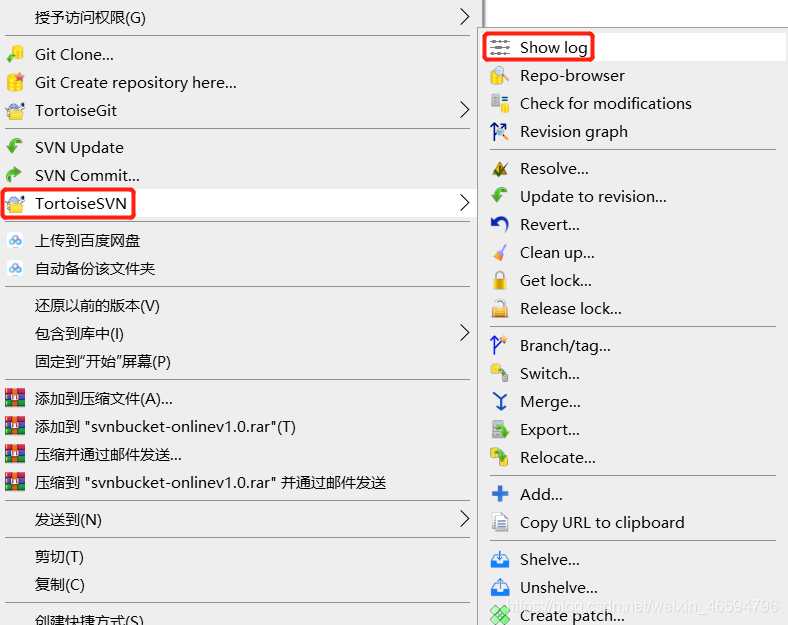 授予访问权限(G)
Git Clone...
Git Create repository here...
TortoiseGit
SVN Update
SVN Commit...
TortoiseSVN
上传到百度网盘
自动备份该文件夹
还原以前的版本(V)
包含到库中(I)
固定到"开始"屏幕(P)
添加到压缩文件(A)...
添加到 "svnbucket-onlinev1.0.rar"(T)
压缩并通过邮件发送...
压缩到 "svnbucket-onlinev1.0.rar" 并通过邮件发送
发送到(N)
剪切(T)
复制(C)
创建快捷方式(S)
Show log
Repo-browser
Check for modifications
Revision graph
Resolve...
Update to revision...
Revert...
Clean up...
Get lock...
Release lock...
Branch/tag...
Switch...
Merge...
Export...
Relocate...
Add...
Copy URL to clipboard
Shelve...
Unshelve...
https://blog.csdn.net/weixin_46594796
Create patch...